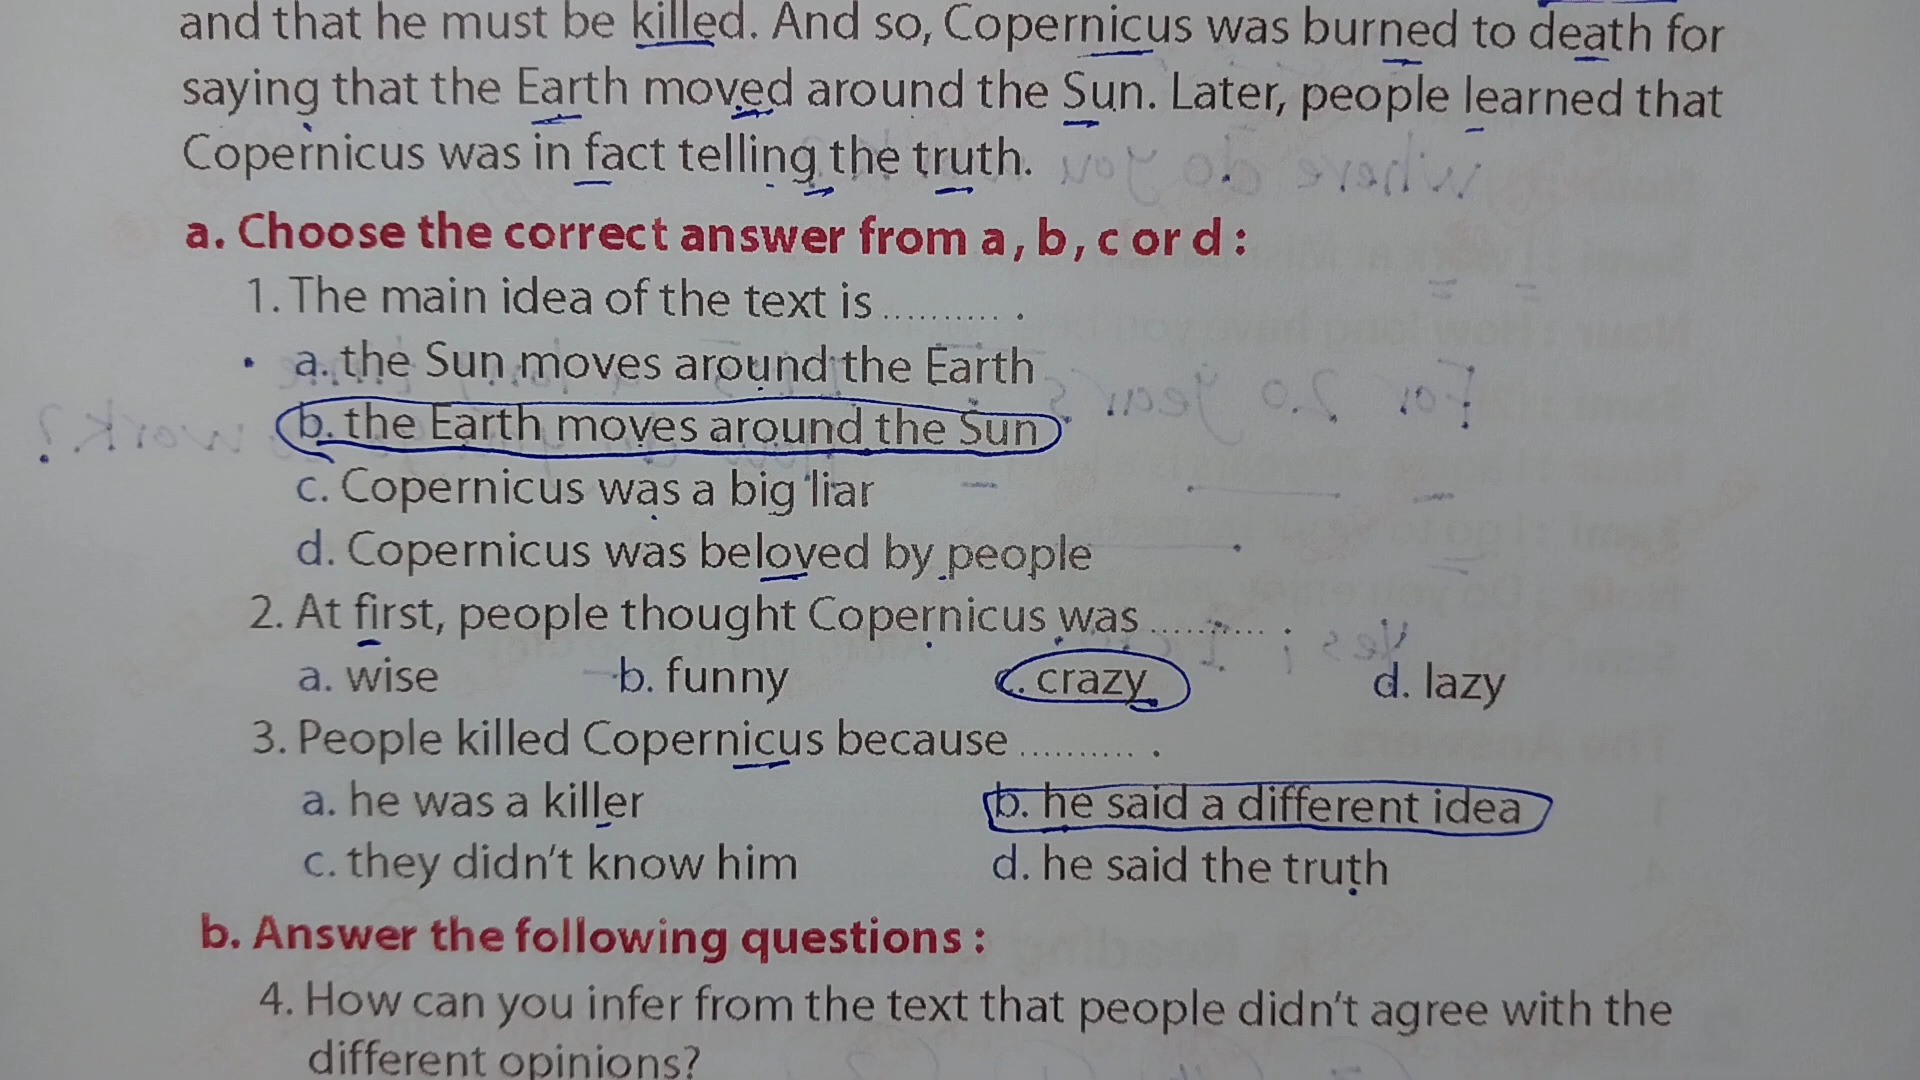 and that he must be killed. And so, Copernicus was burned to death for
saying that the Earth moved around the Sun. Later, people learned that
Copernicus was in fact telling the truth.
a. Choose the correct answer from a, b, c or d :
1. The main idea of the text is .......... .
a. the Sun moves around the Earth
b. the Earth moves around the Sun
c. Copernicus was a big liar
d. Copernicus was beloved by people
2. At first, people thought Copernicus was .......... .
a. wise b. funny c. crazy d. lazy
3. People killed Copernicus because .......... .
a. he was a killer b. he said a different idea
c. they didn't know him d. he said the truth
b. Answer the following questions :
4. How can you infer from the text that people didn't agree with the
different opinions?